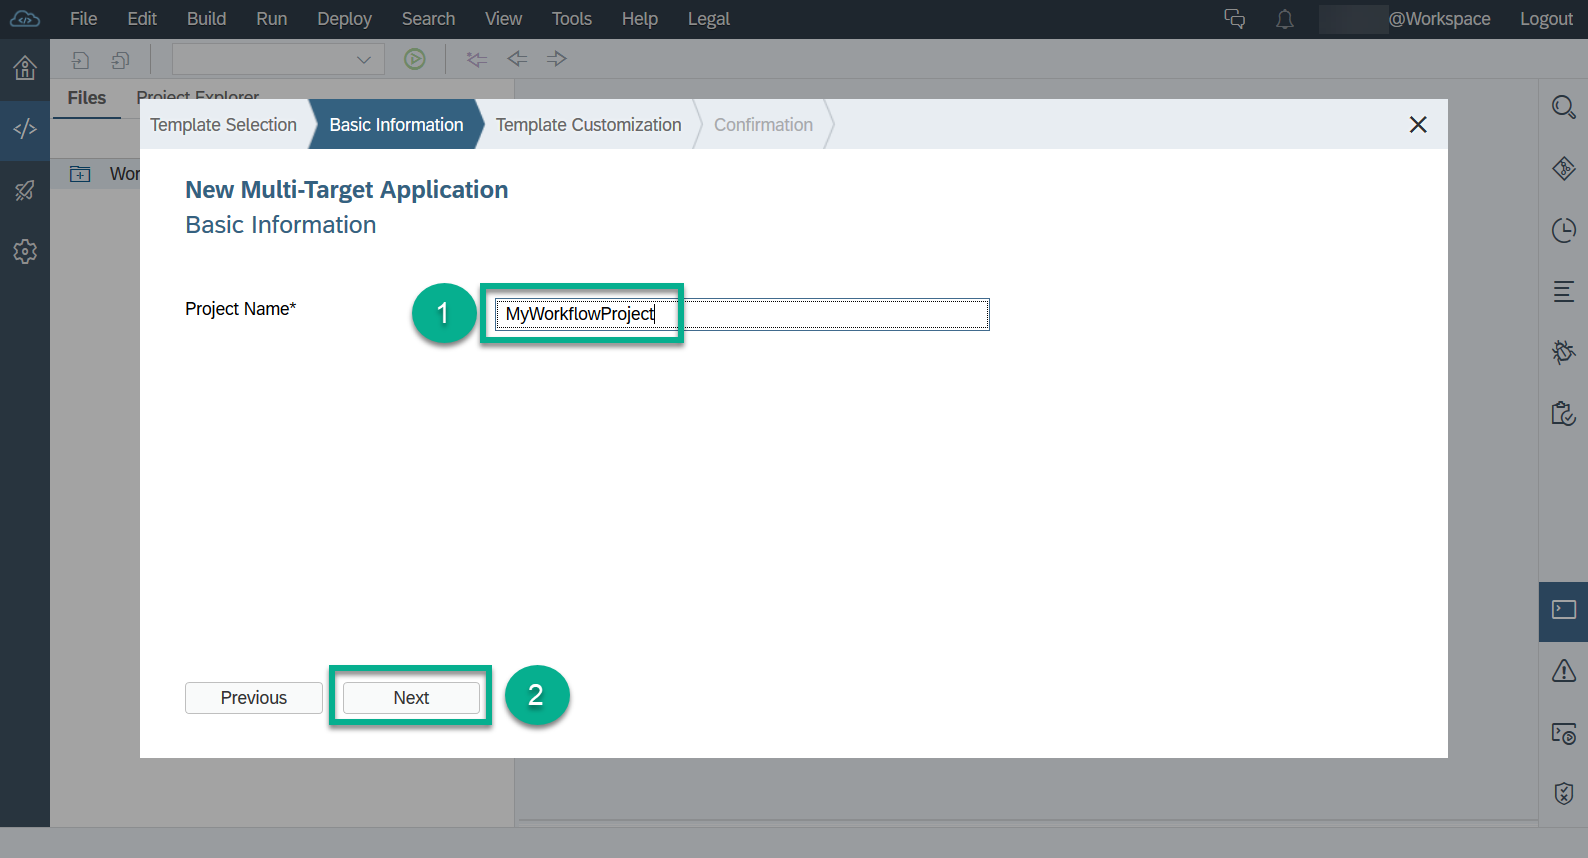 File Edit Build Run Deploy Search View Tools Help Legal @Workspace Logout
Files Project Explorer
Template Selection Basic Information Template Customization Confirmation
Wor
New Multi-Target Application
Basic Information
Project Name* 1 MyWorkflowProject
Previous Next 2